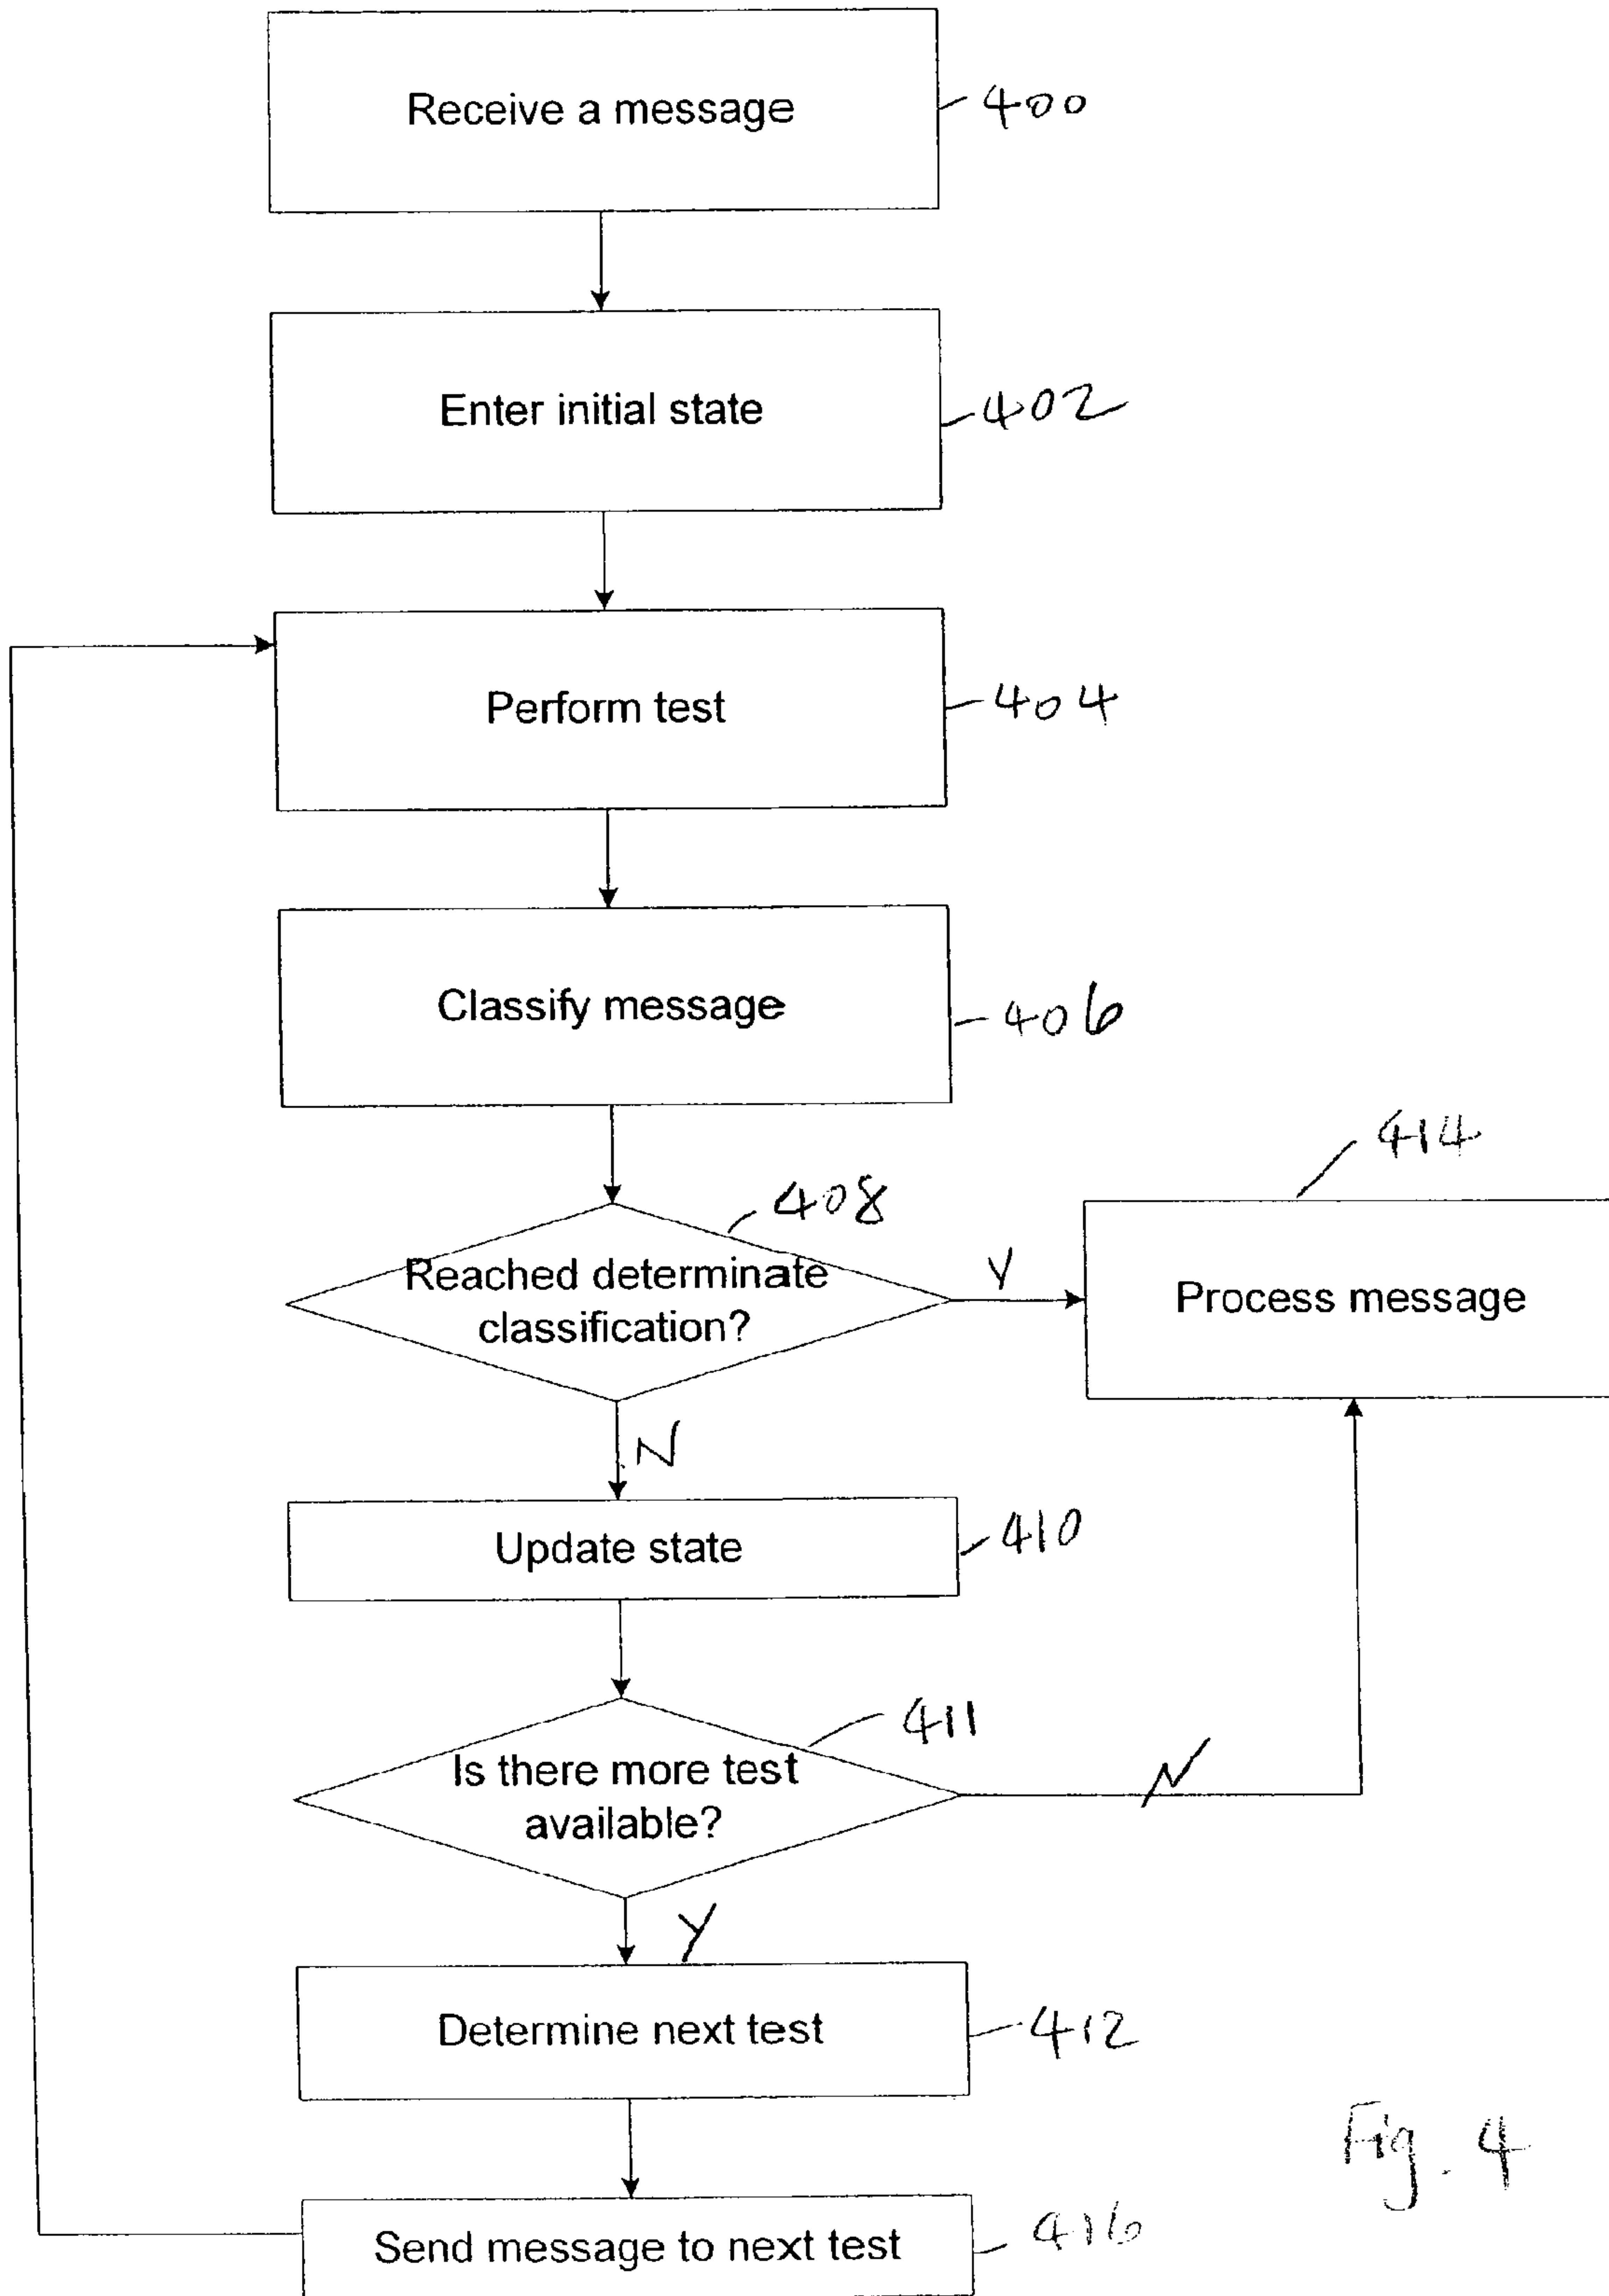 Receive a message
400
Enter initial state
402
Perform test
404
Classify message
406
414
408
Reached determinate
classification?
Y
Process message
N
Update state
410
411
Is there more test
available?
N
Y
Determine next test
412
Fig. 4
Send message to next test
416